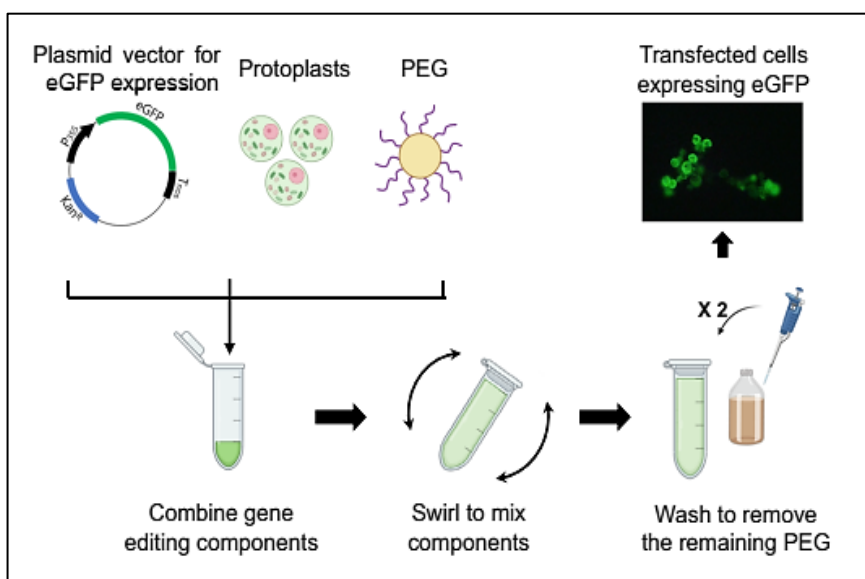 Plasmid vector for
eGFP expression
Protoplasts
PEG
Transfected cells
expressing eGFP
eGFP
P35S
Tnos
KanR
X 2
Combine gene
editing components
Swirl to mix
components
Wash to remove
the remaining PEG